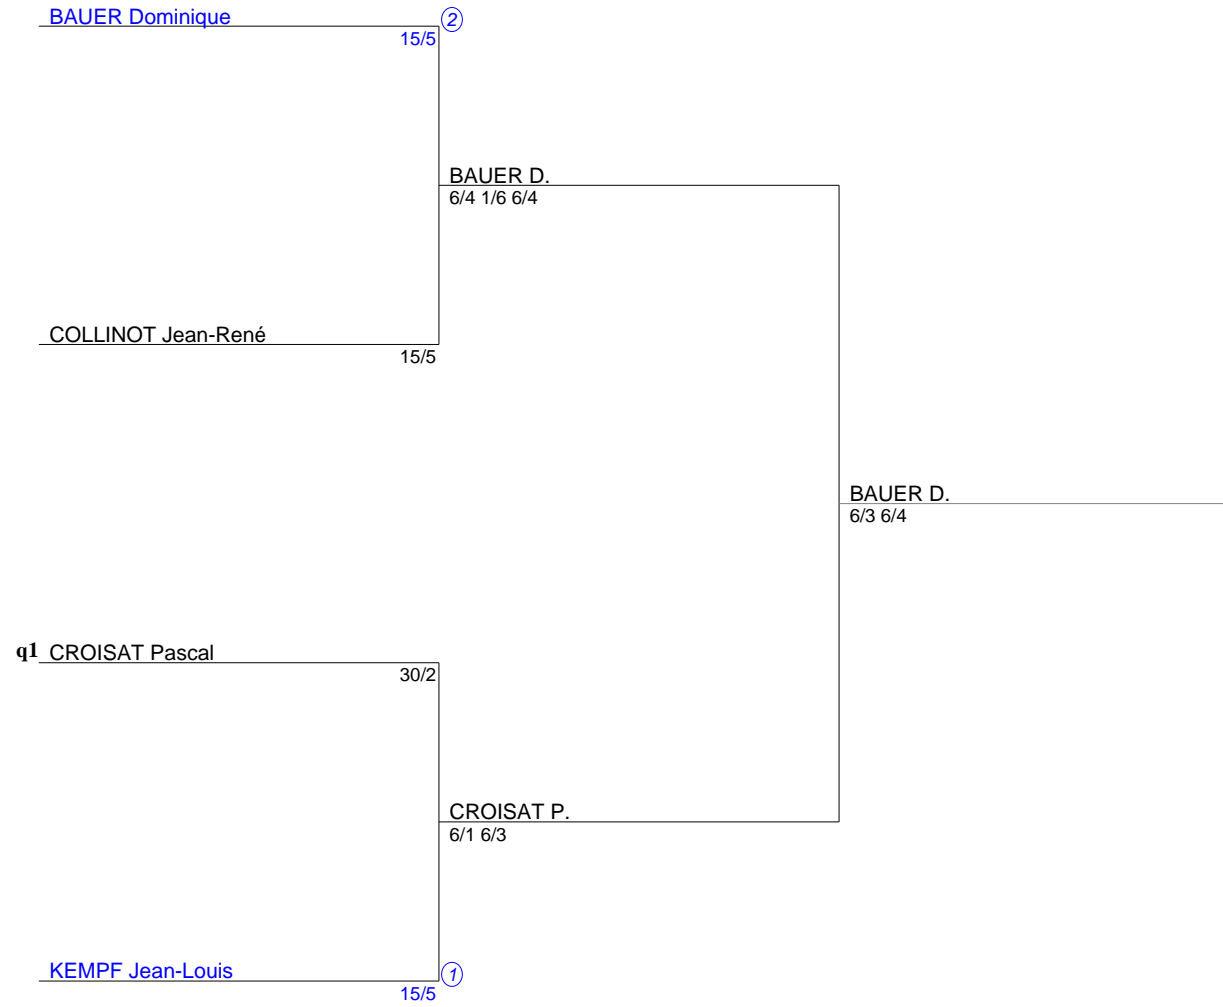 BAUER Dominique
2
15/5
BAUER D.
6/4 1/6 6/4
COLLINOT Jean-René
15/5
BAUER D.
6/3 6/4
q1 CROISAT Pascal
30/2
CROISAT P.
6/1 6/3
KEMPF Jean-Louis
1
15/5